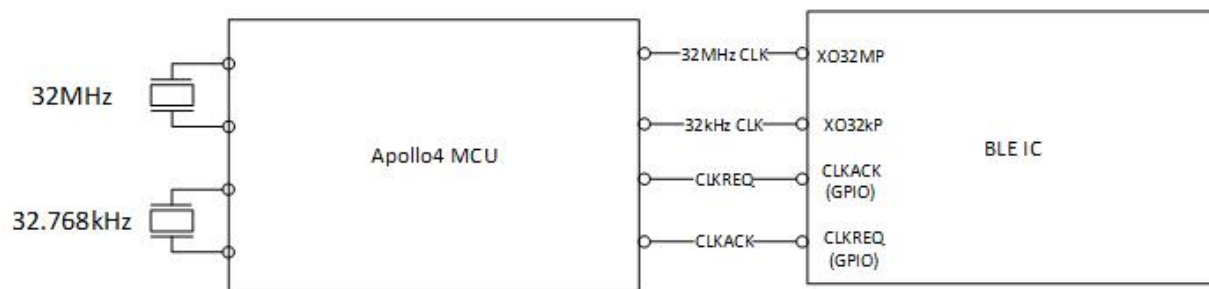 32MHz
32.768kHz
Apollo4 MCU
32MHz CLK
32kHz CLK
CLKREQ
CLKACK
XO32MP
XO32kP
CLKACK
(GPIO)
CLKREQ
(GPIO)
BLE IC